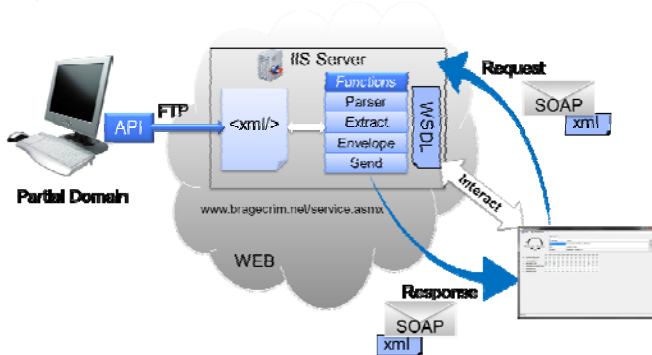 IIS Server
Request
Functions
SOAP
xml
Parser
FTP
API
<xml/>
Extract
WSDL
Envelope
Send
Partial Domain
Interact
www.bragecrim.net/service.asmx
WEB
Response
SOAP
xml